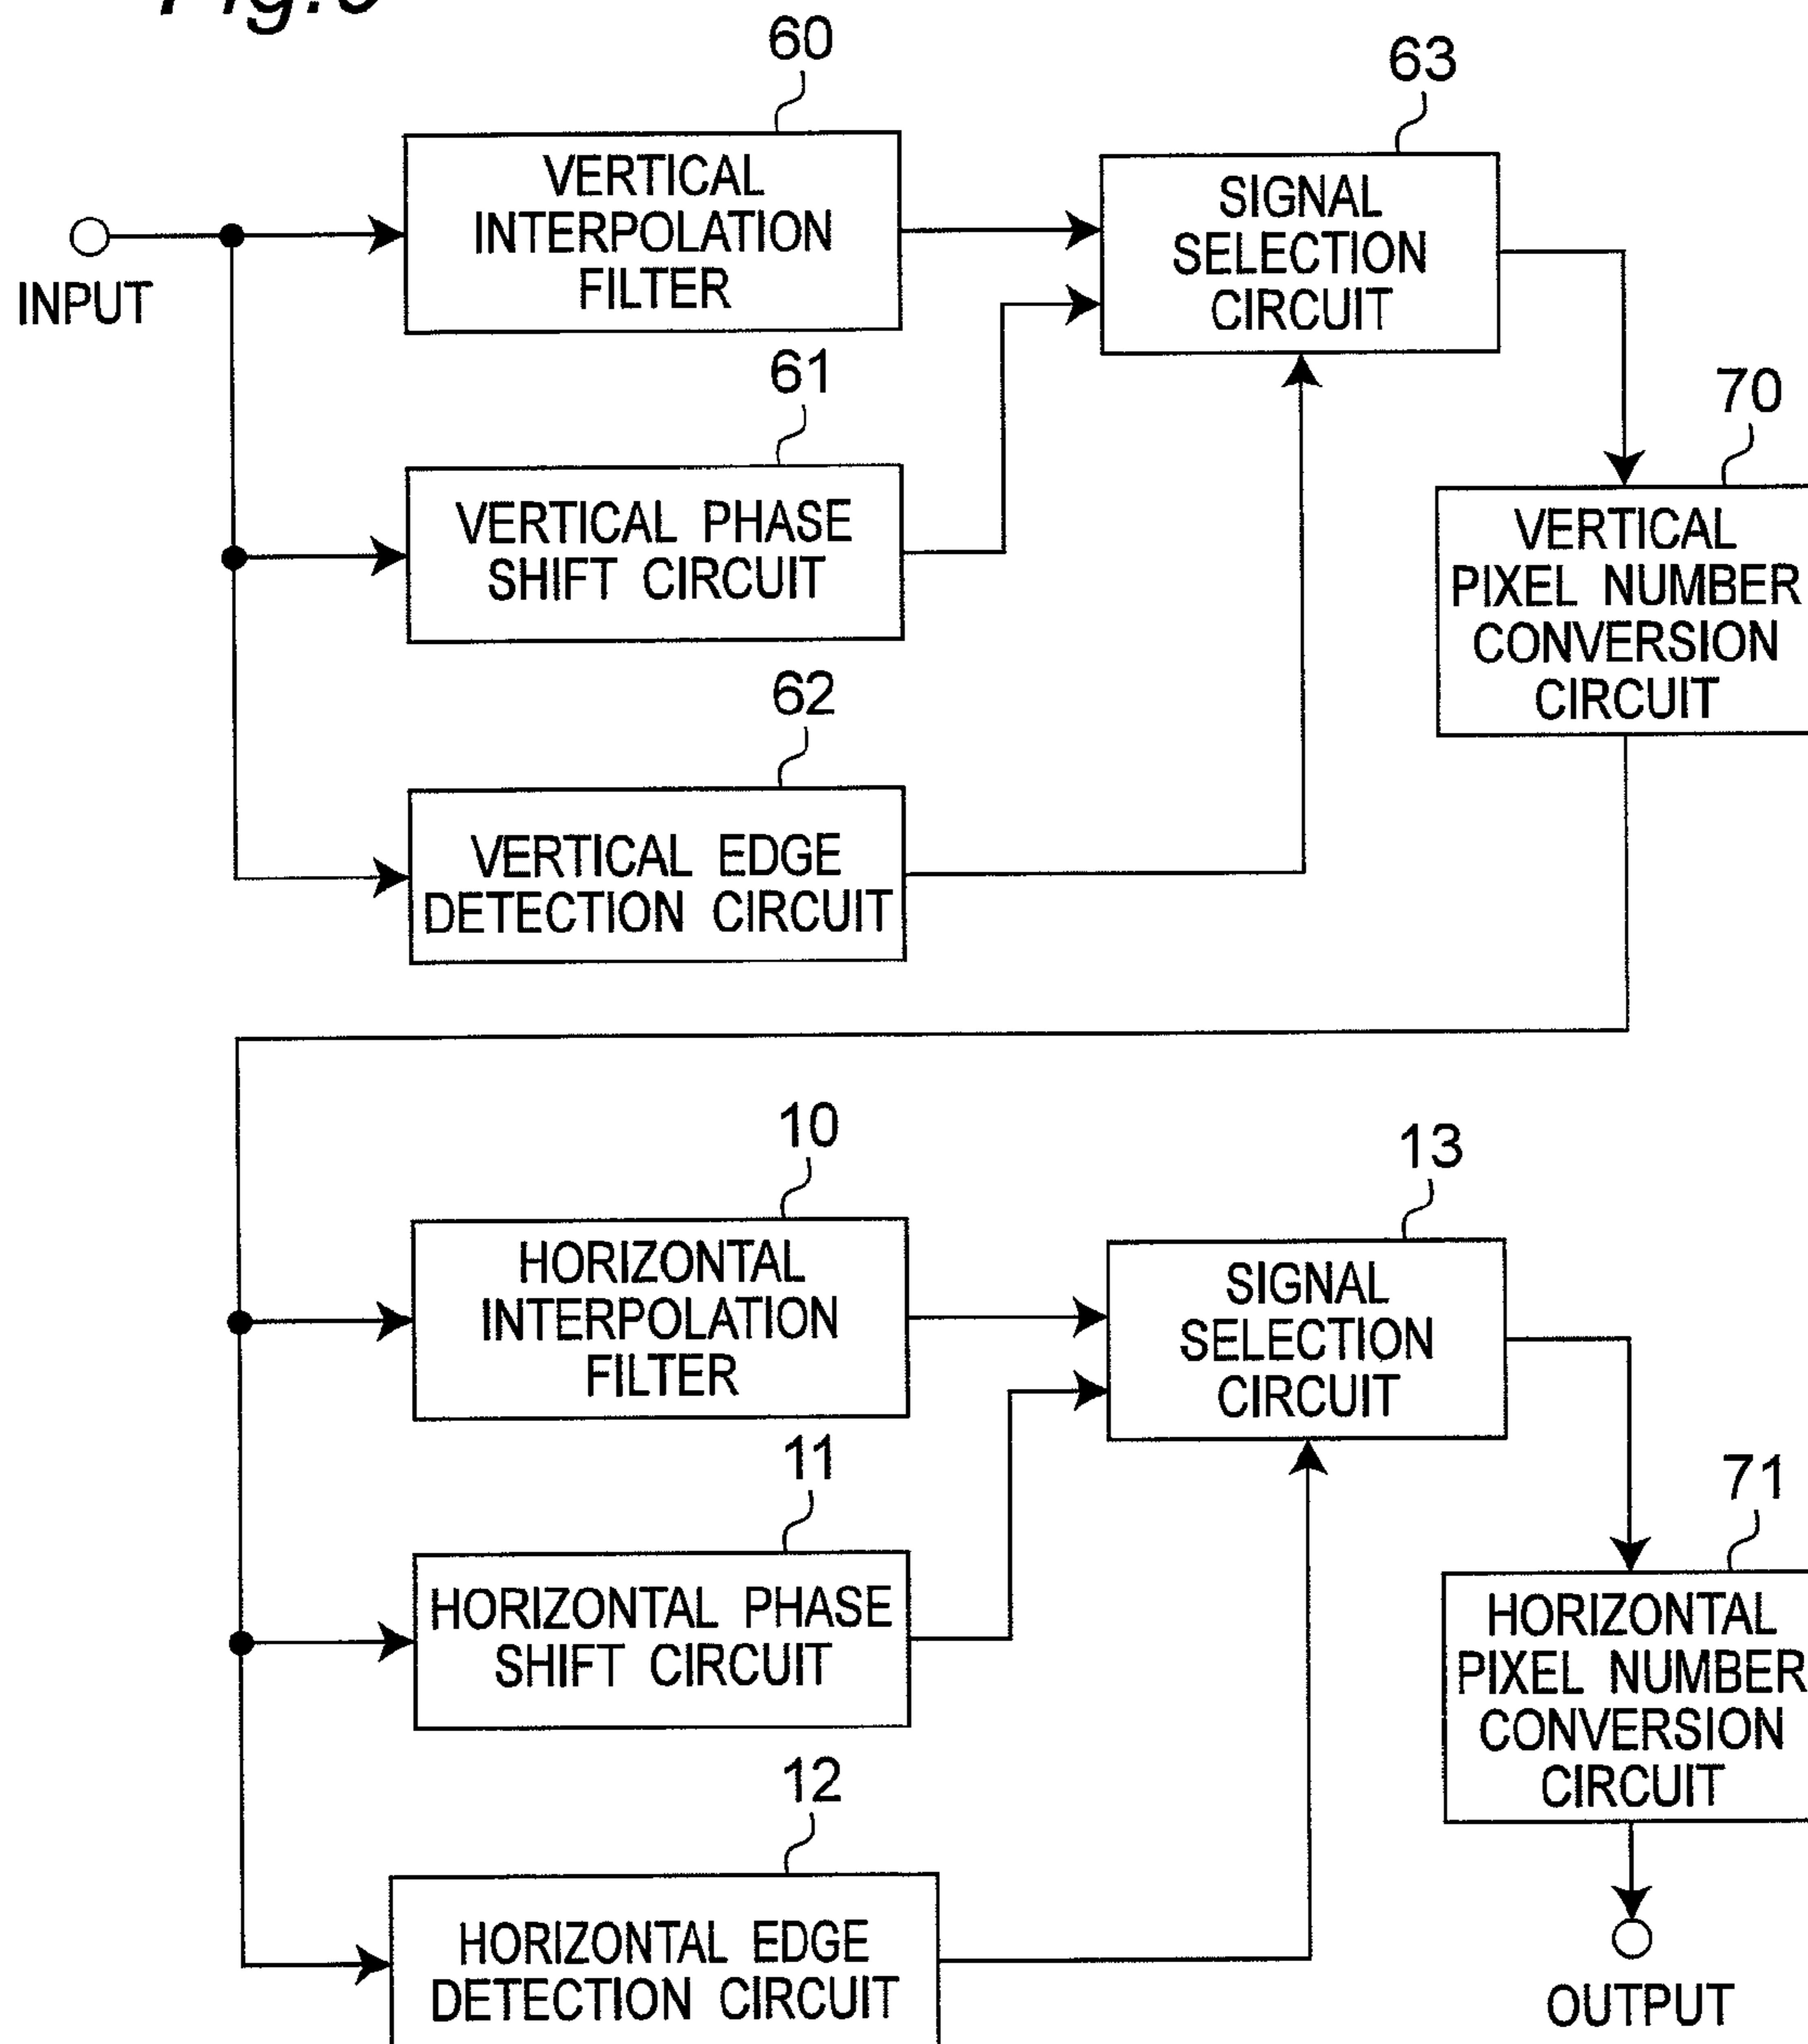 60
63
VERTICAL
INTERPOLATION
FILTER
SIGNAL
SELECTION
CIRCUIT
INPUT
61
70
VERTICAL PHASE
SHIFT CIRCUIT
VERTICAL
PIXEL NUMBER
CONVERSION
CIRCUIT
62
VERTICAL EDGE
DETECTION CIRCUIT
10
13
HORIZONTAL
INTERPOLATION
FILTER
SIGNAL
SELECTION
CIRCUIT
11
71
HORIZONTAL PHASE
SHIFT CIRCUIT
HORIZONTAL
PIXEL NUMBER
CONVERSION
CIRCUIT
12
HORIZONTAL EDGE
DETECTION CIRCUIT
OUTPUT